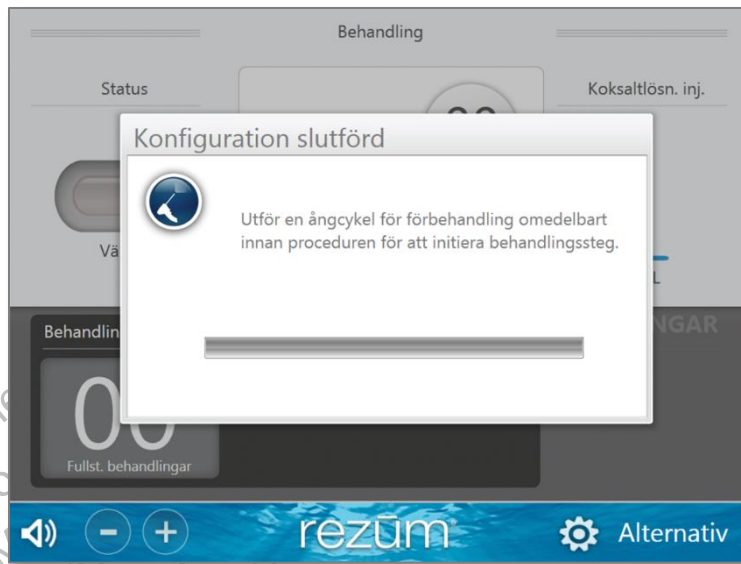 Behandling
Status
Koksaltlösn. inj.
Konfiguration slutförd
Utför en ångcykel för förbehandling omedelbart
innan proceduren för att initiera behandlingssteg.
Fullst. behandlingar
rezūm
Alternativ